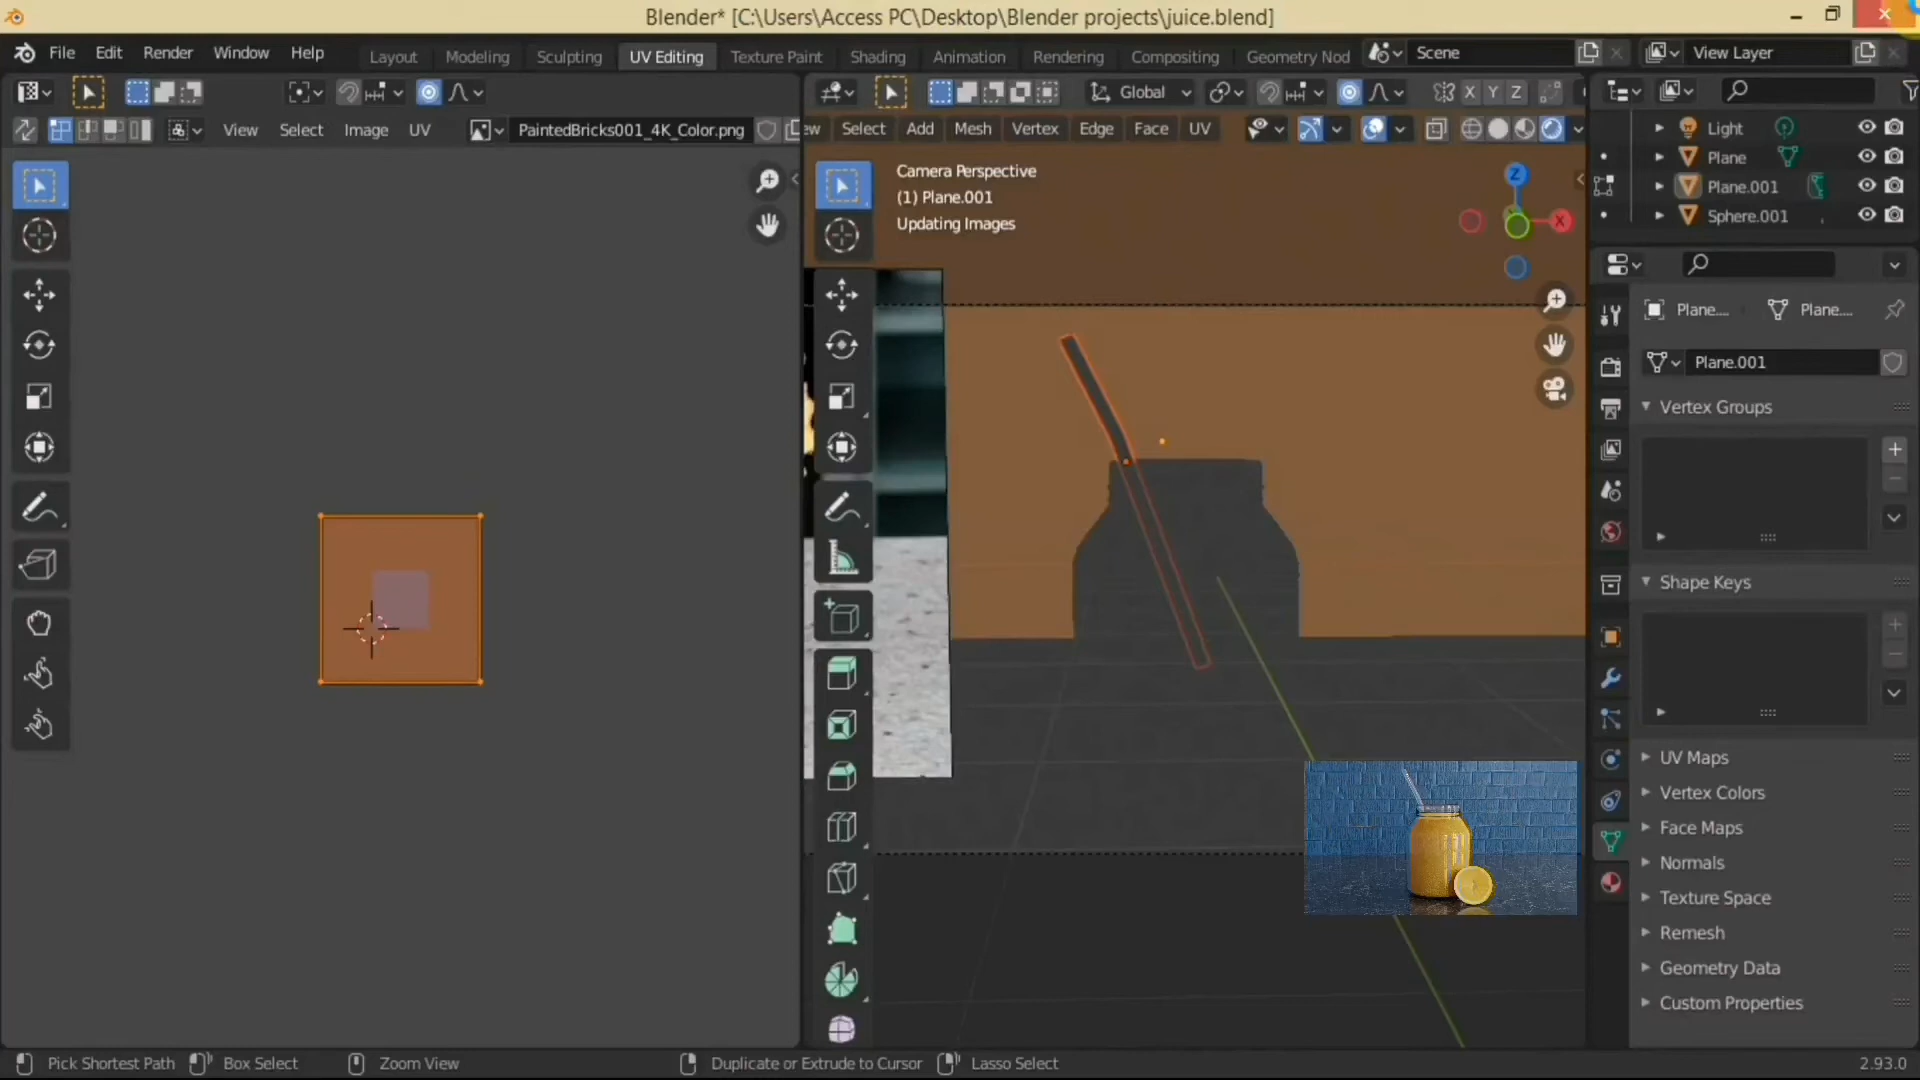 Blender* [C:\Users\Access PC\Desktop\Blender projects\juice.blend]
File Edit Render Window Help
Layout Modeling Sculpting UV Editing Texture Paint Shading Animation Rendering Compositing Geometry Nod
Scene
View Layer
Global
X Y Z
View Select Image UV
PaintedBricks001_4K_Color.png
ew Select Add Mesh Vertex Edge Face UV
Light
Plane
Plane.001
Sphere.001
Camera Perspective
(1) Plane.001
Updating Images
Z
X
Plane....
Plane....
Plane.001
Vertex Groups
Shape Keys
UV Maps
Vertex Colors
Face Maps
Normals
Texture Space
Remesh
Geometry Data
Custom Properties
Pick Shortest Path
Box Select
Zoom View
Duplicate or Extrude to Cursor
Lasso Select
2.93.0